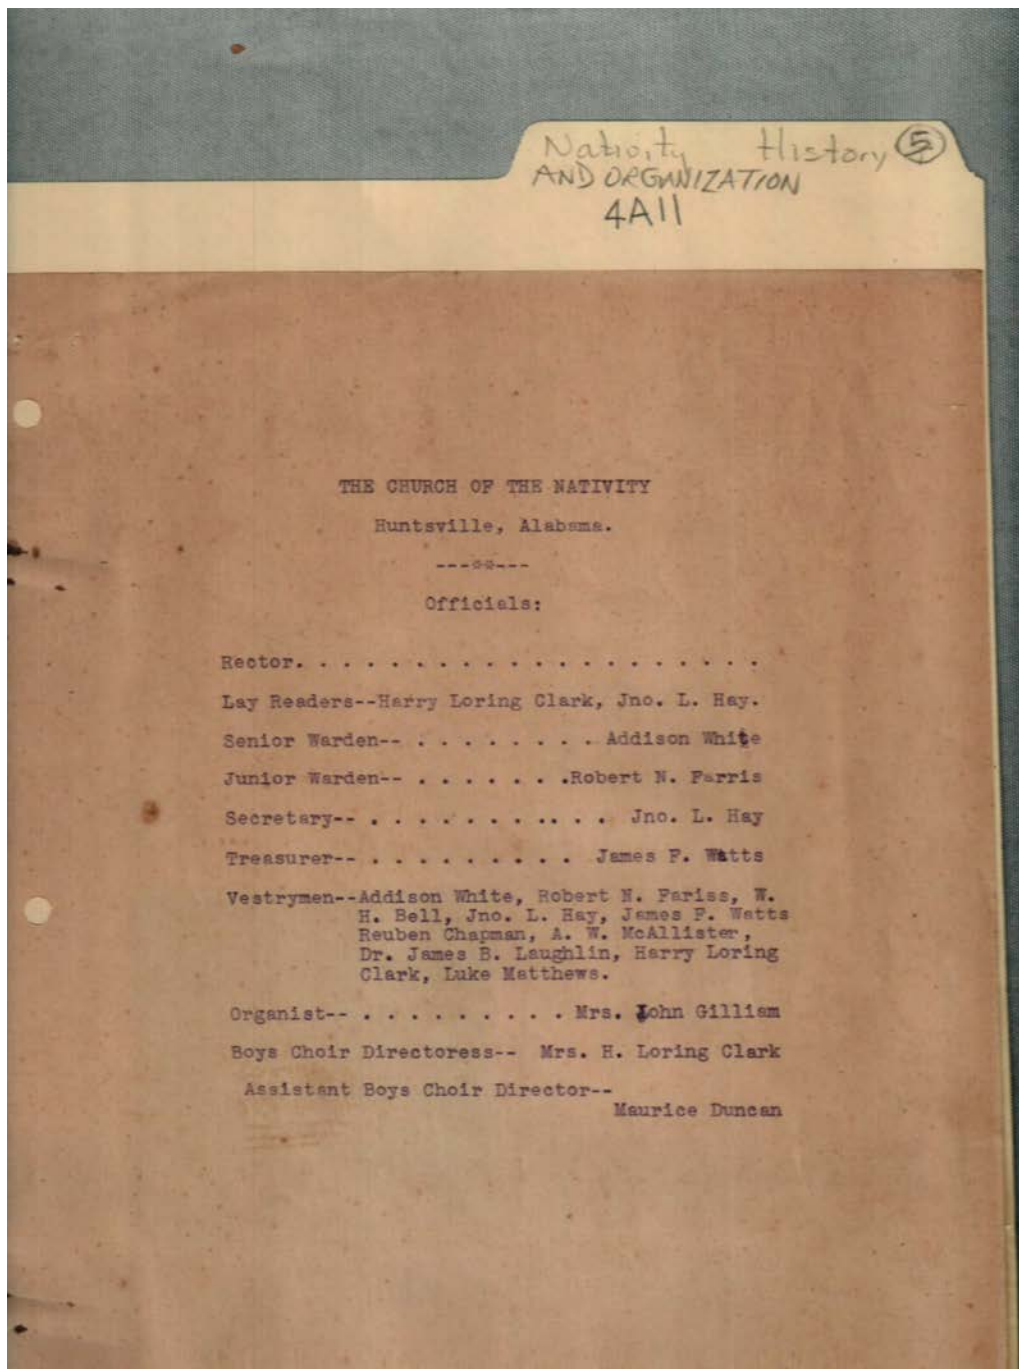 Nativity History 5
AND ORGANIZATION
4A11
THE CHURCH OF THE NATIVITY
Huntsville, Alabama.
---**---
Officials:
Rector. . . . . . . . . . . . . . . . . . . .
Lay Readers--Harry Loring Clark, Jno. L. Hay.
Senior Warden-- . . . . . . . . Addison White
Junior Warden-- . . . . . . .Robert N. Farris
Secretary-- . . . . . . . . .. . . Jno. L. Hay
Treasurer-- . . . . . . . . . James F. Watts
Vestrymen--Addison White, Robert N. Fariss, W.
H. Bell, Jno. L. Hay, James F. Watts
Reuben Chapman, A. W. McAllister,
Dr. James B. Laughlin, Harry Loring
Clark, Luke Matthews.
Organist-- . . . . . . . . . Mrs. John Gilliam
Boys Choir Directoress-- Mrs. H. Loring Clark
Assistant Boys Choir Director--
Maurice Duncan